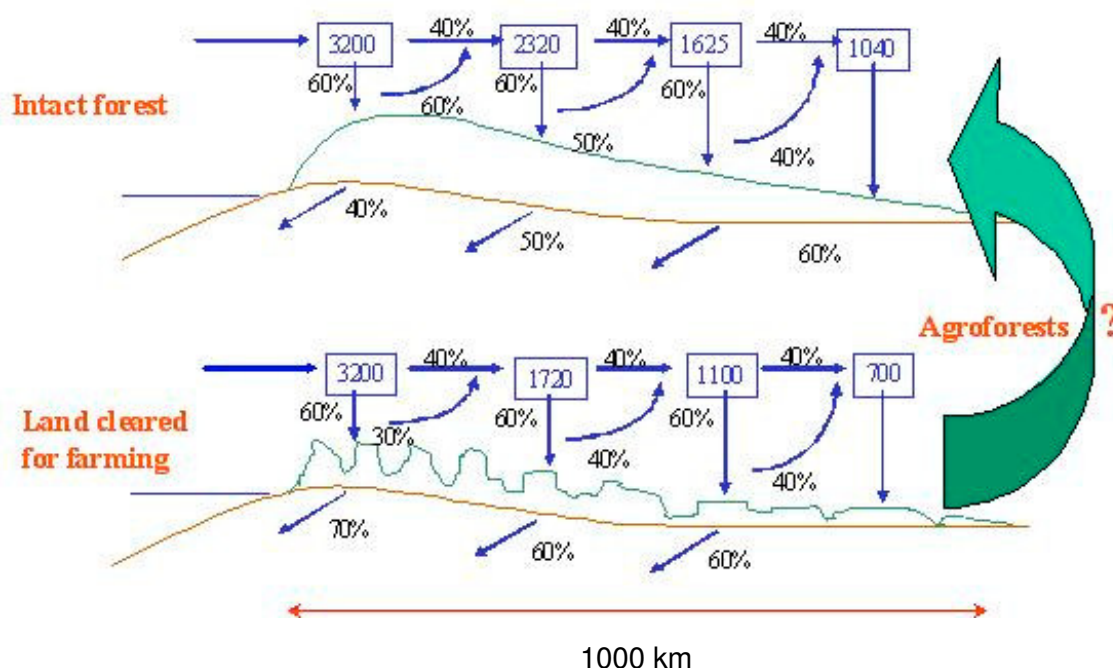 40% 40% 40%
3200 2320 1625 1040
60% 60% 60%
Intact forest
60%
50%
40%
40%
50%
60%
Agroforests ?
40% 40% 40%
3200 1720 1100 700
60% 60% 60%
Land cleared
for farming
30%
40%
40%
70%
60%
60%
1000 km